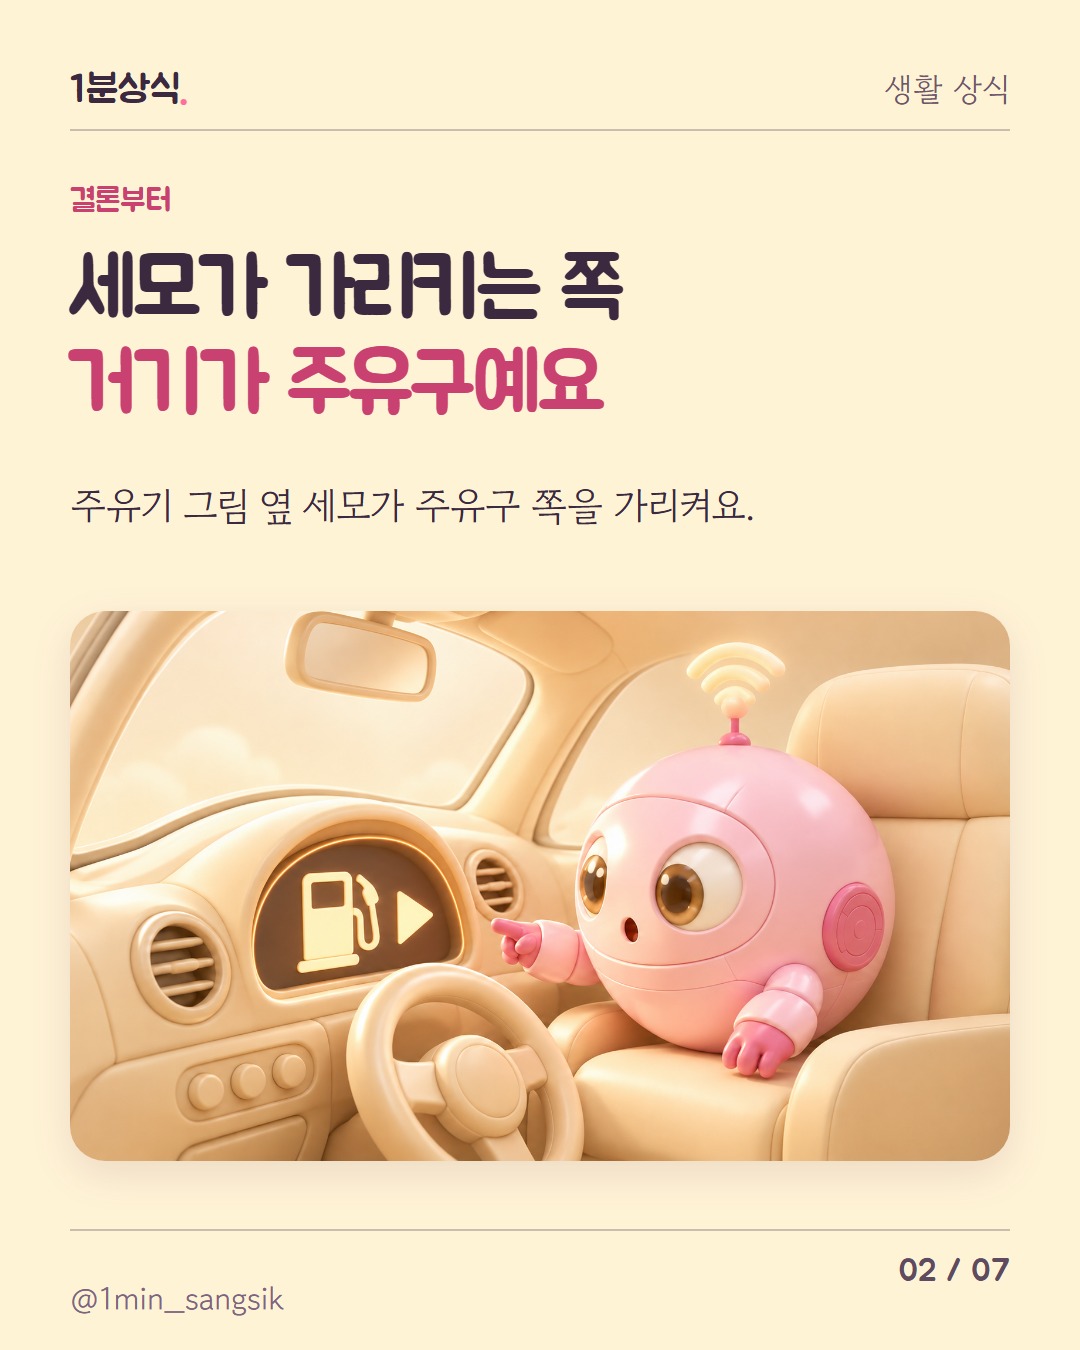 1분상식.
생활 상식
결론부터
세모가 가리키는 쪽
거기가 주유구예요
주유기 그림 옆 세모가 주유구 쪽을 가리켜요.
02 / 07
@1min_sangsik